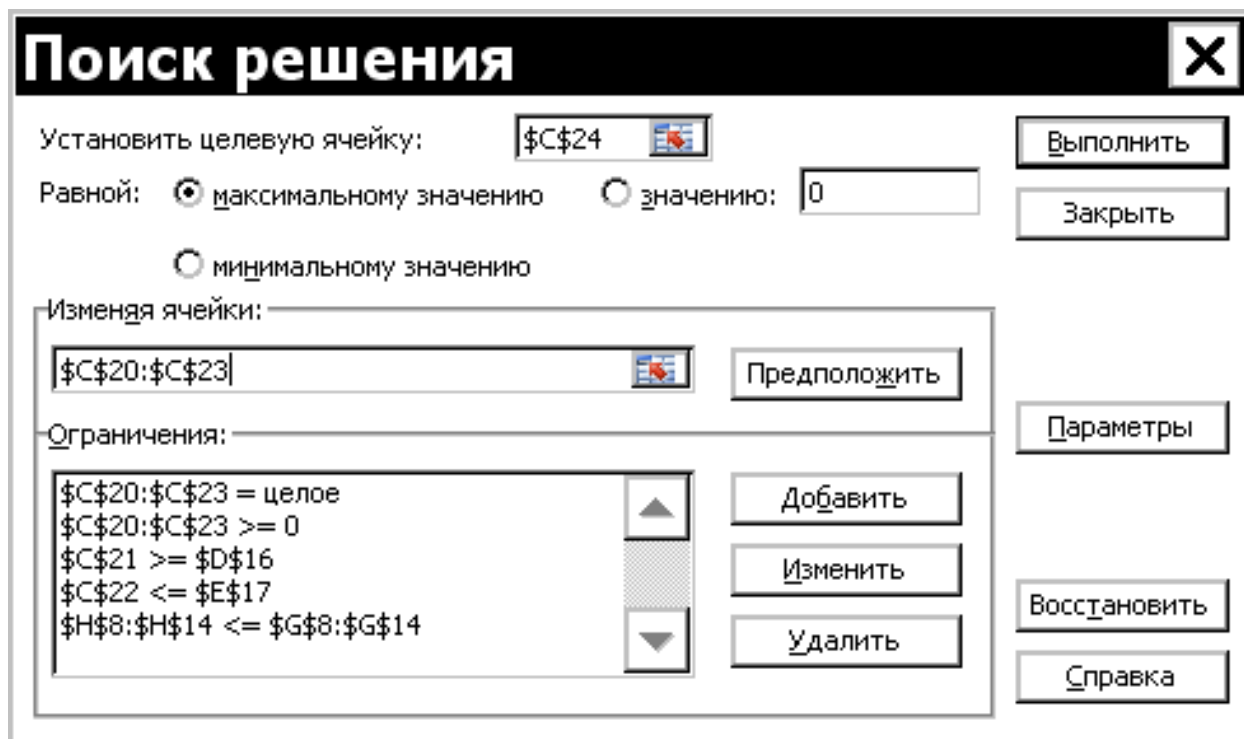 Поиск решения
Установить целевую ячейку: $C$24
Выполнить
Равной: максимальному значению значению: 0
Закрыть
минимальному значению
Изменяя ячейки:
$C$20:$C$23
Предположить
Параметры
Ограничения:
$C$20:$C$23 = целое
$C$20:$C$23 >= 0
$C$21 >= $D$16
$C$22 <= $E$17
$H$8:$H$14 <= $G$8:$G$14
Добавить
Изменить
Удалить
Восстановить
Справка